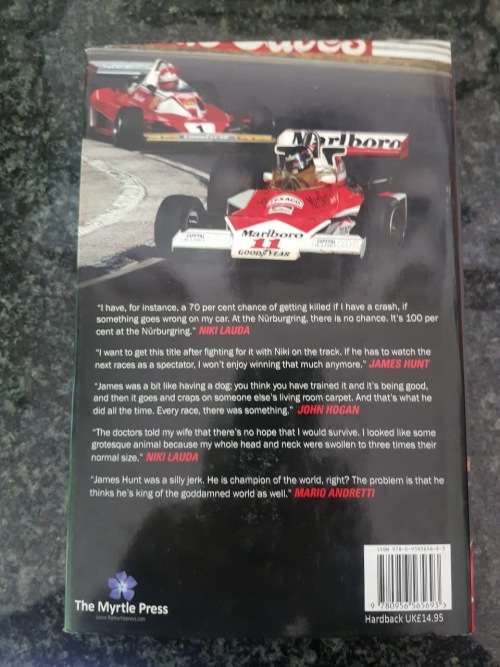 Marlboro
TEXACO
Marlboro
11
GOODYEAR
1
"I have, for instance, a 70 per cent chance of getting killed if I have a crash, if
something goes wrong on my car. At the Nürburgring, there is no chance. It's 100 per
cent at the Nürburgring." NIKI LAUDA
"I want to get this title after fighting for it with Niki on the track. If he has to watch the
next races as a spectator, I won't enjoy winning that much anymore." JAMES HUNT
"James was a bit like having a dog: you think you have trained it and it's being good,
and then it goes and craps on someone else's living room carpet. And that's what he
did all the time. Every race, there was something." JOHN HOGAN
"The doctors told my wife that there's no hope that I would survive. I looked like some
grotesque animal because my whole head and neck were swollen to three times their
normal size." NIKI LAUDA
"James Hunt was a silly jerk. He is champion of the world, right? The problem is that he
thinks he's king of the goddamned world as well." MARIO ANDRETTI
The Myrtle Press
Hardback UK£14.95